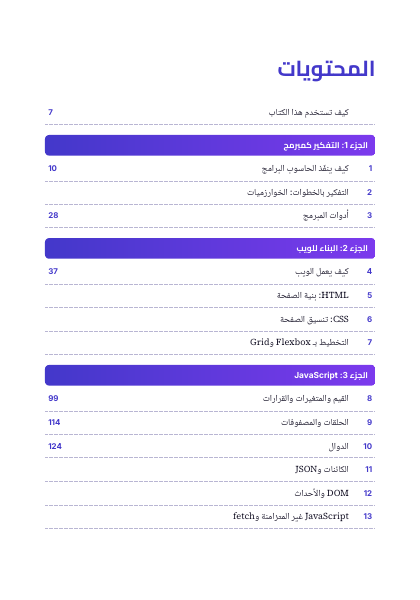 المحتويات
كيف تستخدم هذا الكتاب 7
الجزء 1: التفكير كمبرمج
1 كيف ينفّذ الحاسوب البرامج 10
2 التفكير بالخطوات: الخوارزميات
3 أدوات المبرمج 28
الجزء 2: البناء للويب
4 كيف يعمل الويب 37
5 HTML: بنية الصفحة
6 CSS: تنسيق الصفحة
7 التخطيط بـ Flexbox وGrid
الجزء 3: JavaScript
8 القيم والمتغيرات والقرارات 99
9 الحلقات والمصفوفات 114
10 الدوال 124
11 الكائنات وJSON
12 DOM والأحداث
13 JavaScript غير المتزامنة وfetch